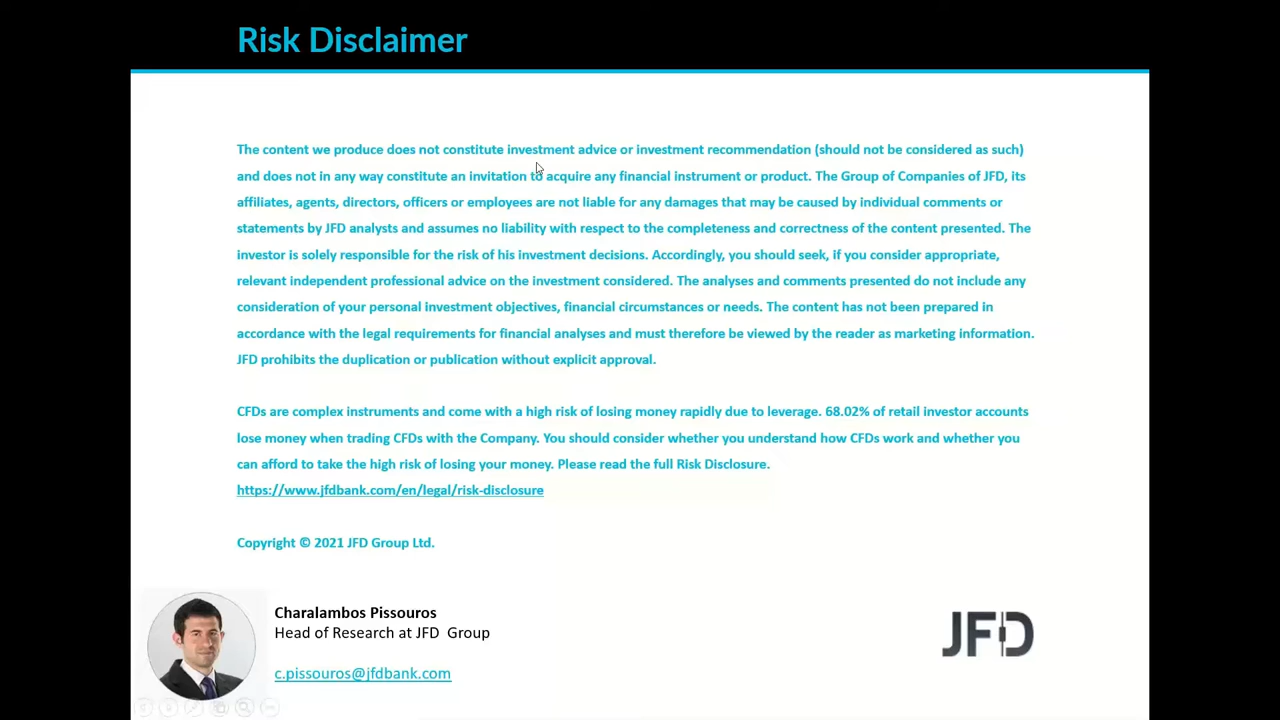 Risk Disclaimer
The content we produce does not constitute investment advice or investment recommendation (should not be considered as such)
and does not in any way constitute an invitation to acquire any financial instrument or product. The Group of Companies of JFD, its
affiliates, agents, directors, officers or employees are not liable for any damages that may be caused by individual comments or
statements by JFD analysts and assumes no liability with respect to the completeness and correctness of the content presented. The
investor is solely responsible for the risk of his investment decisions. Accordingly, you should seek, if you consider appropriate,
relevant independent professional advice on the investment considered. The analyses and comments presented do not include any
consideration of your personal investment objectives, financial circumstances or needs. The content has not been prepared in
accordance with the legal requirements for financial analyses and must therefore be viewed by the reader as marketing information.
JFD prohibits the duplication or publication without explicit approval.
CFDs are complex instruments and come with a high risk of losing money rapidly due to leverage. 68.02% of retail investor accounts
lose money when trading CFDs with the Company. You should consider whether you understand how CFDs work and whether you
can afford to take the high risk of losing your money. Please read the full Risk Disclosure.
https://www.jfdbank.com/en/legal/risk-disclosure
Copyright © 2021 JFD Group Ltd.
Charalambos Pissouros
Head of Research at JFD Group
c.pissouros@jfdbank.com
JFD